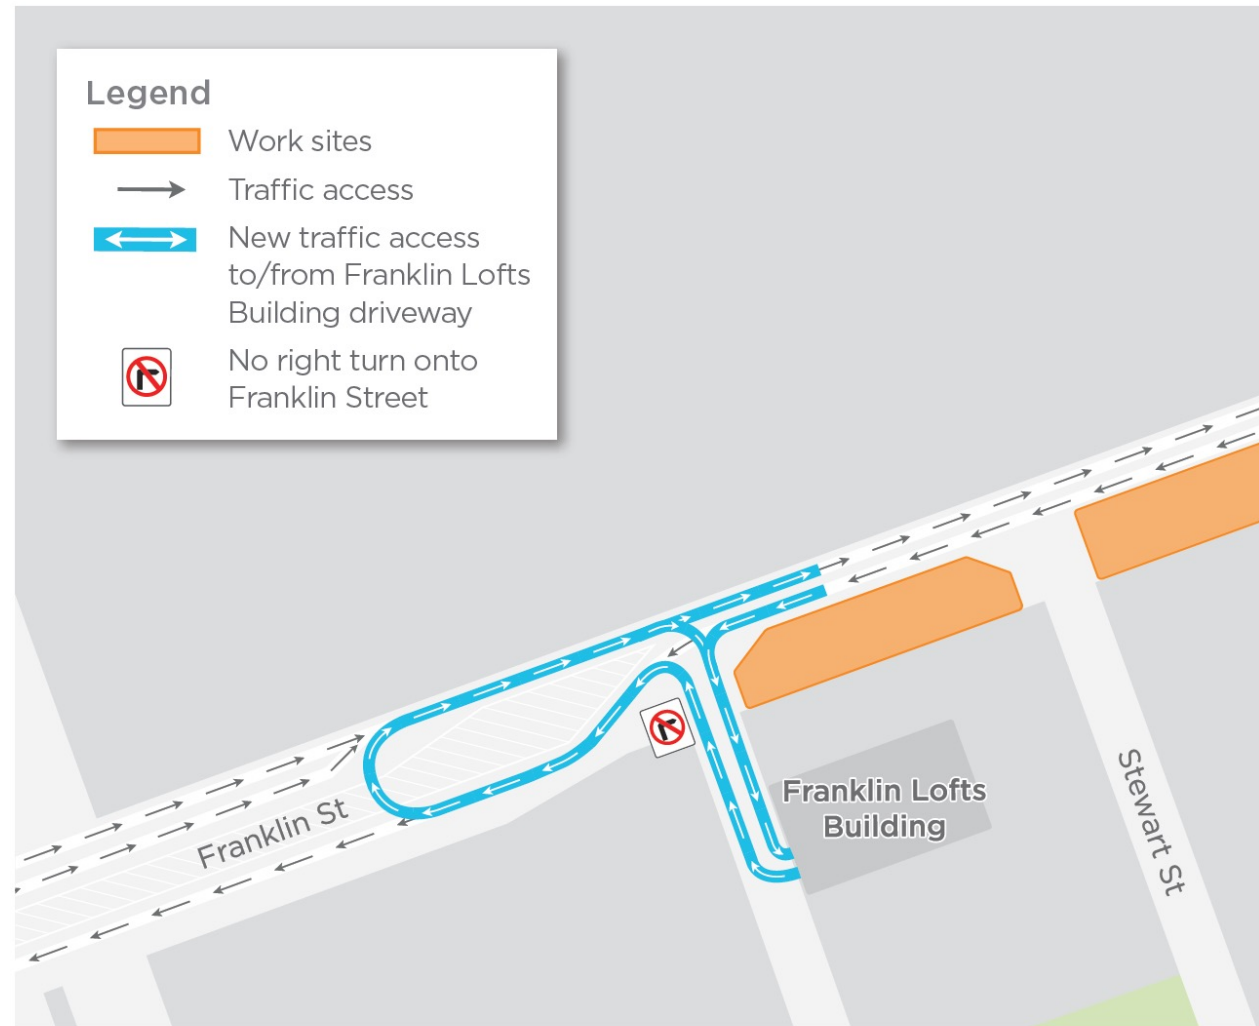 Legend
Work sites
Traffic access
New traffic access
to/from Franklin Lofts
Building driveway
No right turn onto
Franklin Street
Franklin St
Franklin Lofts
Building
Stewart St